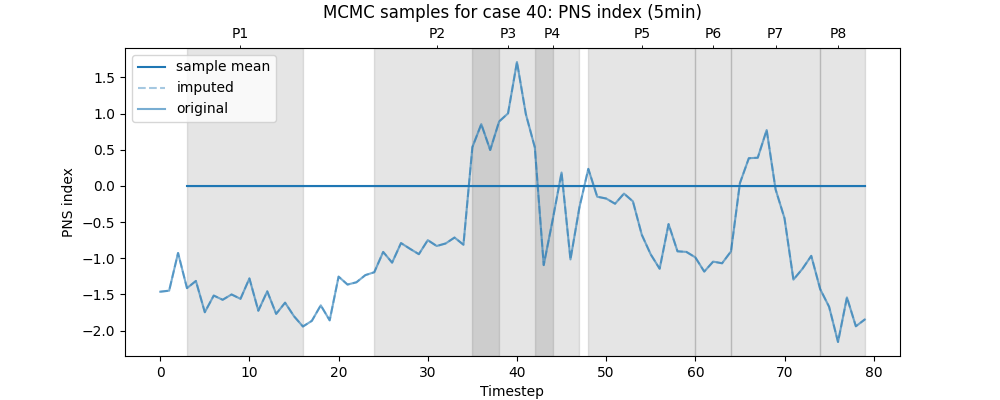 MCMC samples for case 40: PNS index (5min)
P1 P2 P3 P4 P5 P6 P7 P8
sample mean
imputed
original
1.5
1.0
0.5
0.0
−0.5
−1.0
−1.5
−2.0
PNS index
0 10 20 30 40 50 60 70 80
Timestep